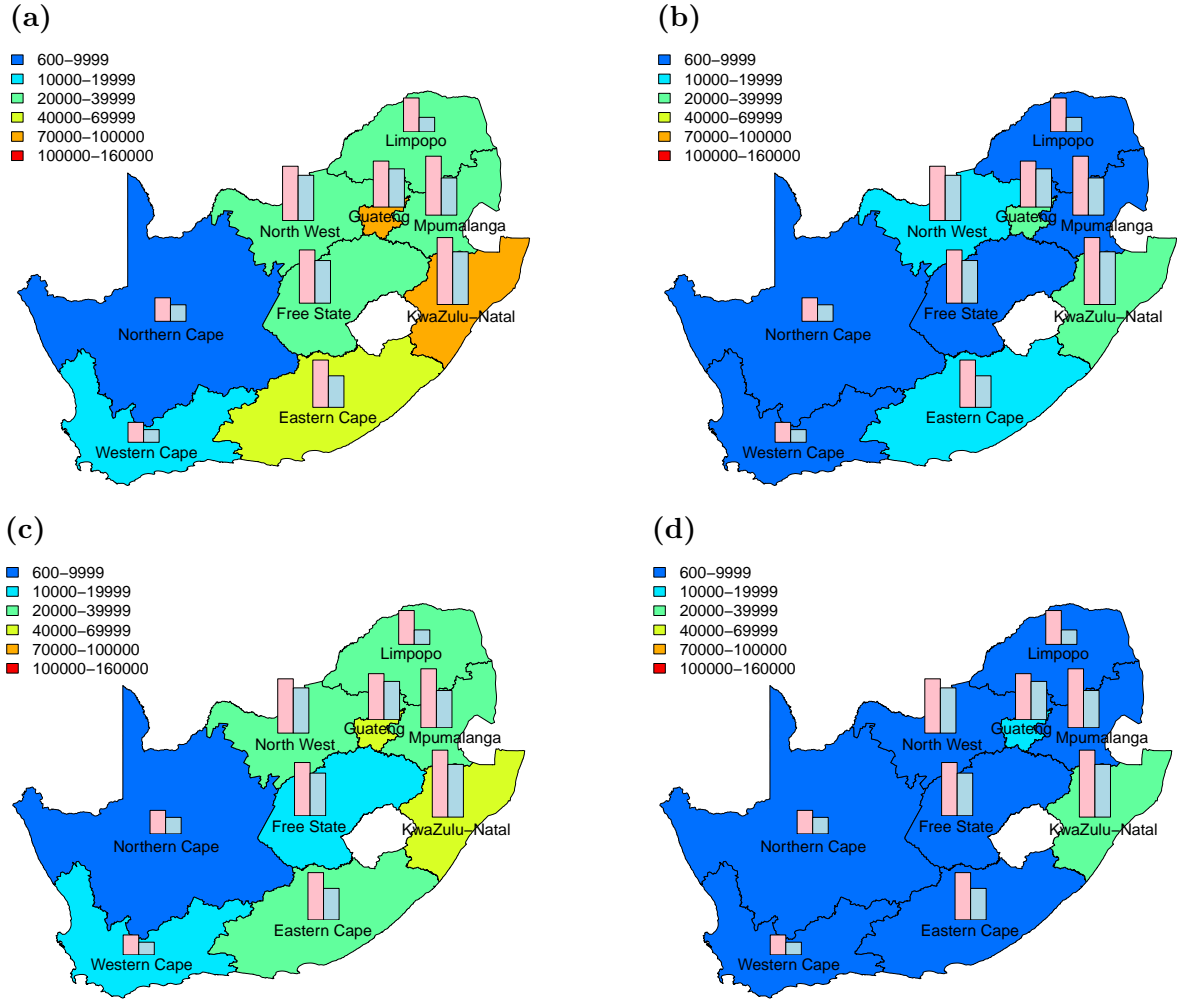 (a)
600−9999
10000−19999
20000−39999
40000−69999
70000−100000
100000−160000
Limpopo
Guateng
North West
Mpumalanga
Free State
KwaZulu−Natal
Northern Cape
Eastern Cape
Western Cape
(b)
600−9999
10000−19999
20000−39999
40000−69999
70000−100000
100000−160000
Limpopo
Guateng
North West
Mpumalanga
Free State
KwaZulu−Natal
Northern Cape
Eastern Cape
Western Cape
(c)
600−9999
10000−19999
20000−39999
40000−69999
70000−100000
100000−160000
Limpopo
Guateng
North West
Mpumalanga
Free State
KwaZulu−Natal
Northern Cape
Eastern Cape
Western Cape
(d)
600−9999
10000−19999
20000−39999
40000−69999
70000−100000
100000−160000
Limpopo
Guateng
North West
Mpumalanga
Free State
KwaZulu−Natal
Northern Cape
Eastern Cape
Western Cape